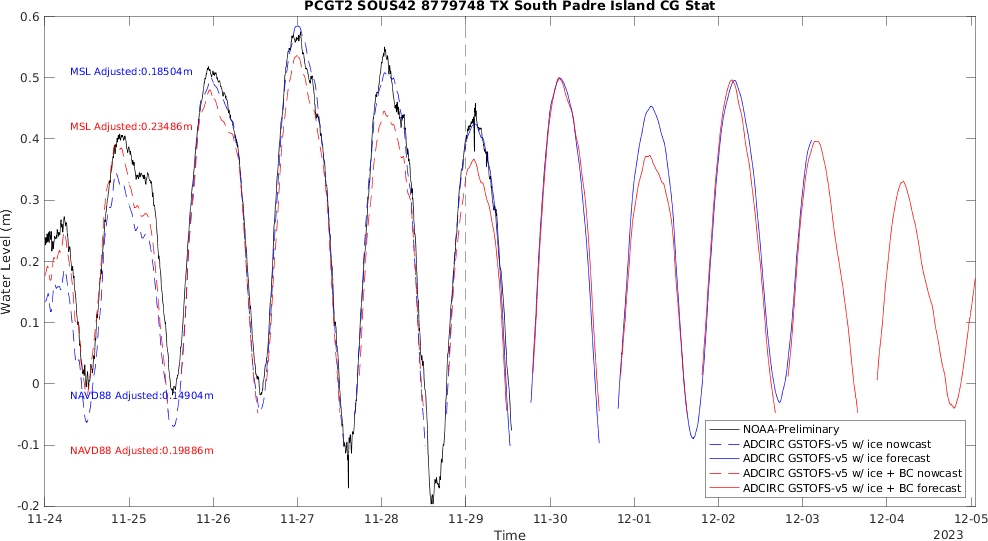 PCGT2 SOUS42 8779748 TX South Padre Island CG Stat
0.6
0.5
0.4
0.3
0.2
0.1
0
-0.1
-0.2
Water Level (m)
MSL Adjusted:0.18504m
MSL Adjusted:0.23486m
NAVD88 Adjusted:0.14904m
NAVD88 Adjusted:0.19886m
NOAA-Preliminary
ADCIRC GSTOFS-v5 w/ ice nowcast
ADCIRC GSTOFS-v5 w/ ice forecast
ADCIRC GSTOFS-v5 w/ ice + BC nowcast
ADCIRC GSTOFS-v5 w/ ice + BC forecast
11-24 11-25 11-26 11-27 11-28 11-29 11-30 12-01 12-02 12-03 12-04 12-05
Time
2023